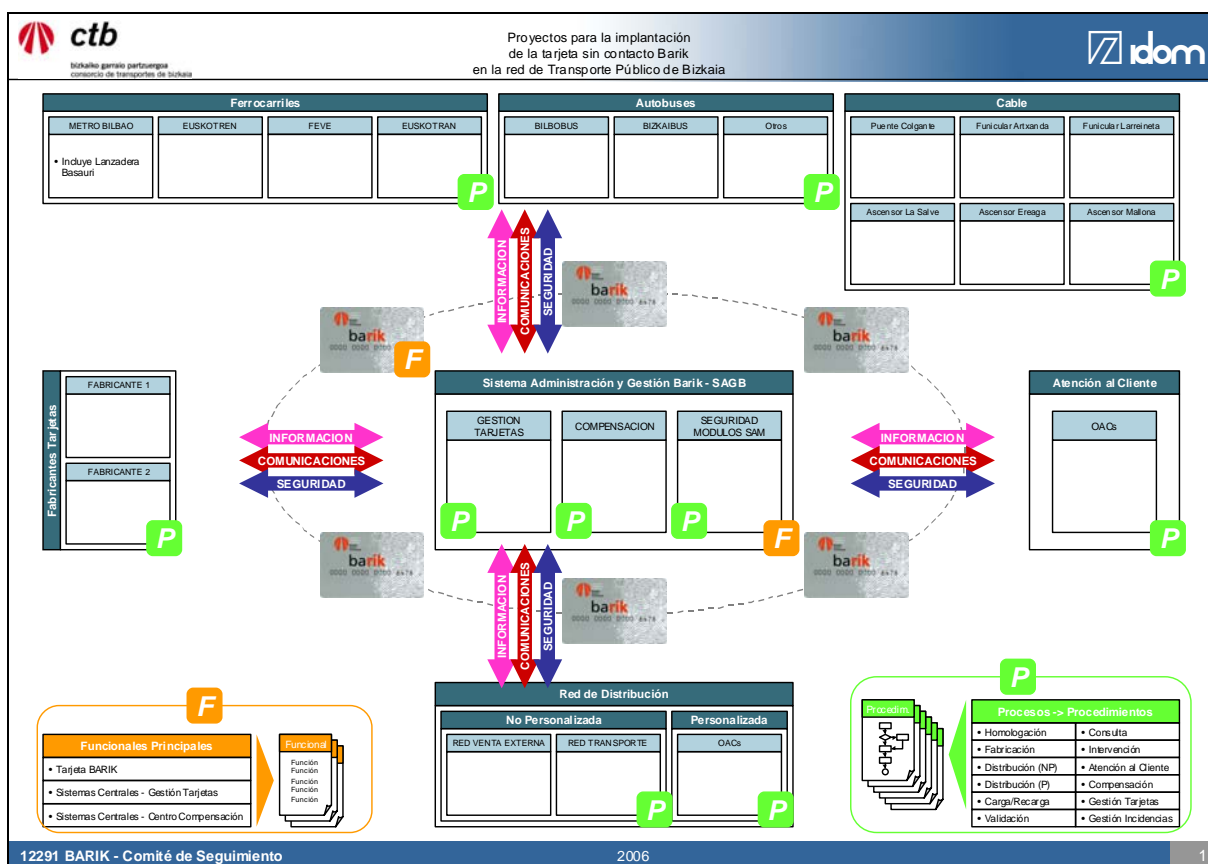 ctb
bizkaiko garraio partzuergoa
consorcio de transportes de bizkaia
Proyectos para la implantación
de la tarjeta sin contacto Barik
en la red de Transporte Público de Bizkaia
idom
Ferrocarriles
METRO BILBAO
EUSKOTREN
FEVE
EUSKOTRAN
• Incluye Lanzadera
Basauri
P
Autobuses
BILBOBUS
BIZKAIBUS
Otros
P
Cable
Puente Colgante
Funicular Artxanda
Funicular Larreineta
Ascensor La Salve
Ascensor Ereaga
Ascensor Mallona
P
INFORMACION
COMUNICACIONES
SEGURIDAD
barik
barik
F
barik
Fabricantes Tarjetas
FABRICANTE 1
FABRICANTE 2
P
INFORMACION
COMUNICACIONES
SEGURIDAD
Sistema Administración y Gestión Barik - SAGB
GESTION
TARJETAS
P
COMPENSACION
P
SEGURIDAD
MODULOS SAM
P
F
INFORMACION
COMUNICACIONES
SEGURIDAD
Atención al Cliente
OACs
P
barik
barik
barik
INFORMACION
COMUNICACIONES
SEGURIDAD
Red de Distribución
No Personalizada
Personalizada
RED VENTA EXTERNA
RED TRANSPORTE
OACs
P
P
F
Funcionales Principales
• Tarjeta BARIK
• Sistemas Centrales - Gestión Tarjetas
• Sistemas Centrales - Centro Compensación
Funcional
Función
Función
Función
Función
Función
P
Procedim.
Procesos -> Procedimientos
• Homologación
• Consulta
• Fabricación
• Intervención
• Distribución (NP)
• Atención al Cliente
• Distribución (P)
• Compensación
• Carga/Recarga
• Gestión Tarjetas
• Validación
• Gestión Incidencias
12291 BARIK - Comité de Seguimiento
2006
1